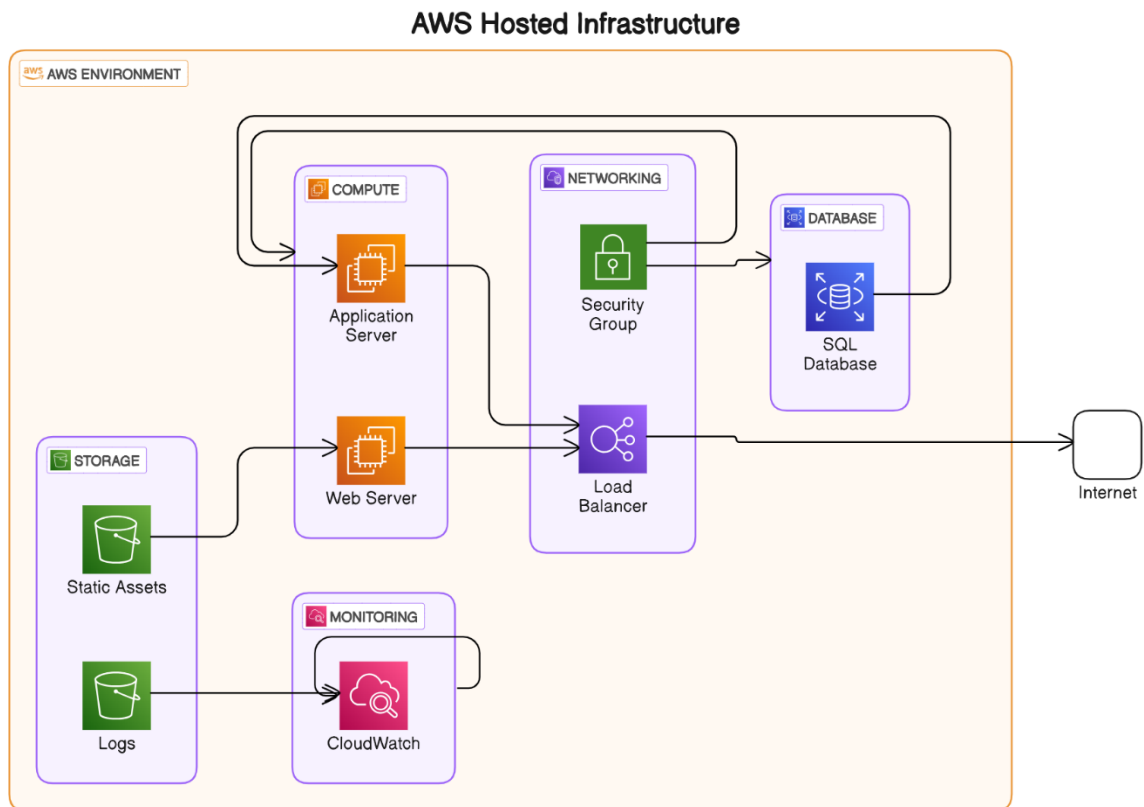 AWS Hosted Infrastructure
aws AWS ENVIRONMENT
COMPUTE
Application
Server
Web Server
NETWORKING
Security
Group
Load
Balancer
DATABASE
SQL
Database
Internet
STORAGE
Static Assets
Logs
MONITORING
CloudWatch